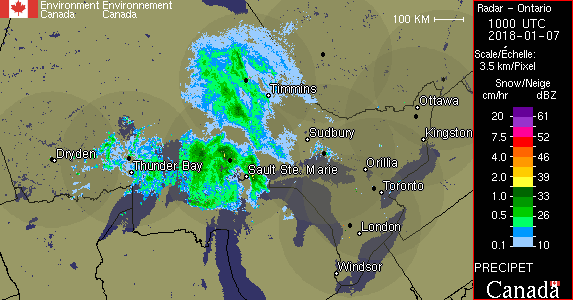 Environment Environnement
Canada Canada
100 KM
Radar - Ontario
1000 UTC
2018-01-07
Scale/Échelle:
3.5 km/Pixel
Snow/Neige
cm/hr dBZ
20 61
7.5 57
5.5 52
4.0 46
2.0 39
1.0 33
0.5 26
0.1 10
Timmins
Ottawa
Sudbury
Kingston
Dryden
Thunder Bay
Sault Ste. Marie
Orillia
Toronto
London
Windsor
PRECIPET
Canada